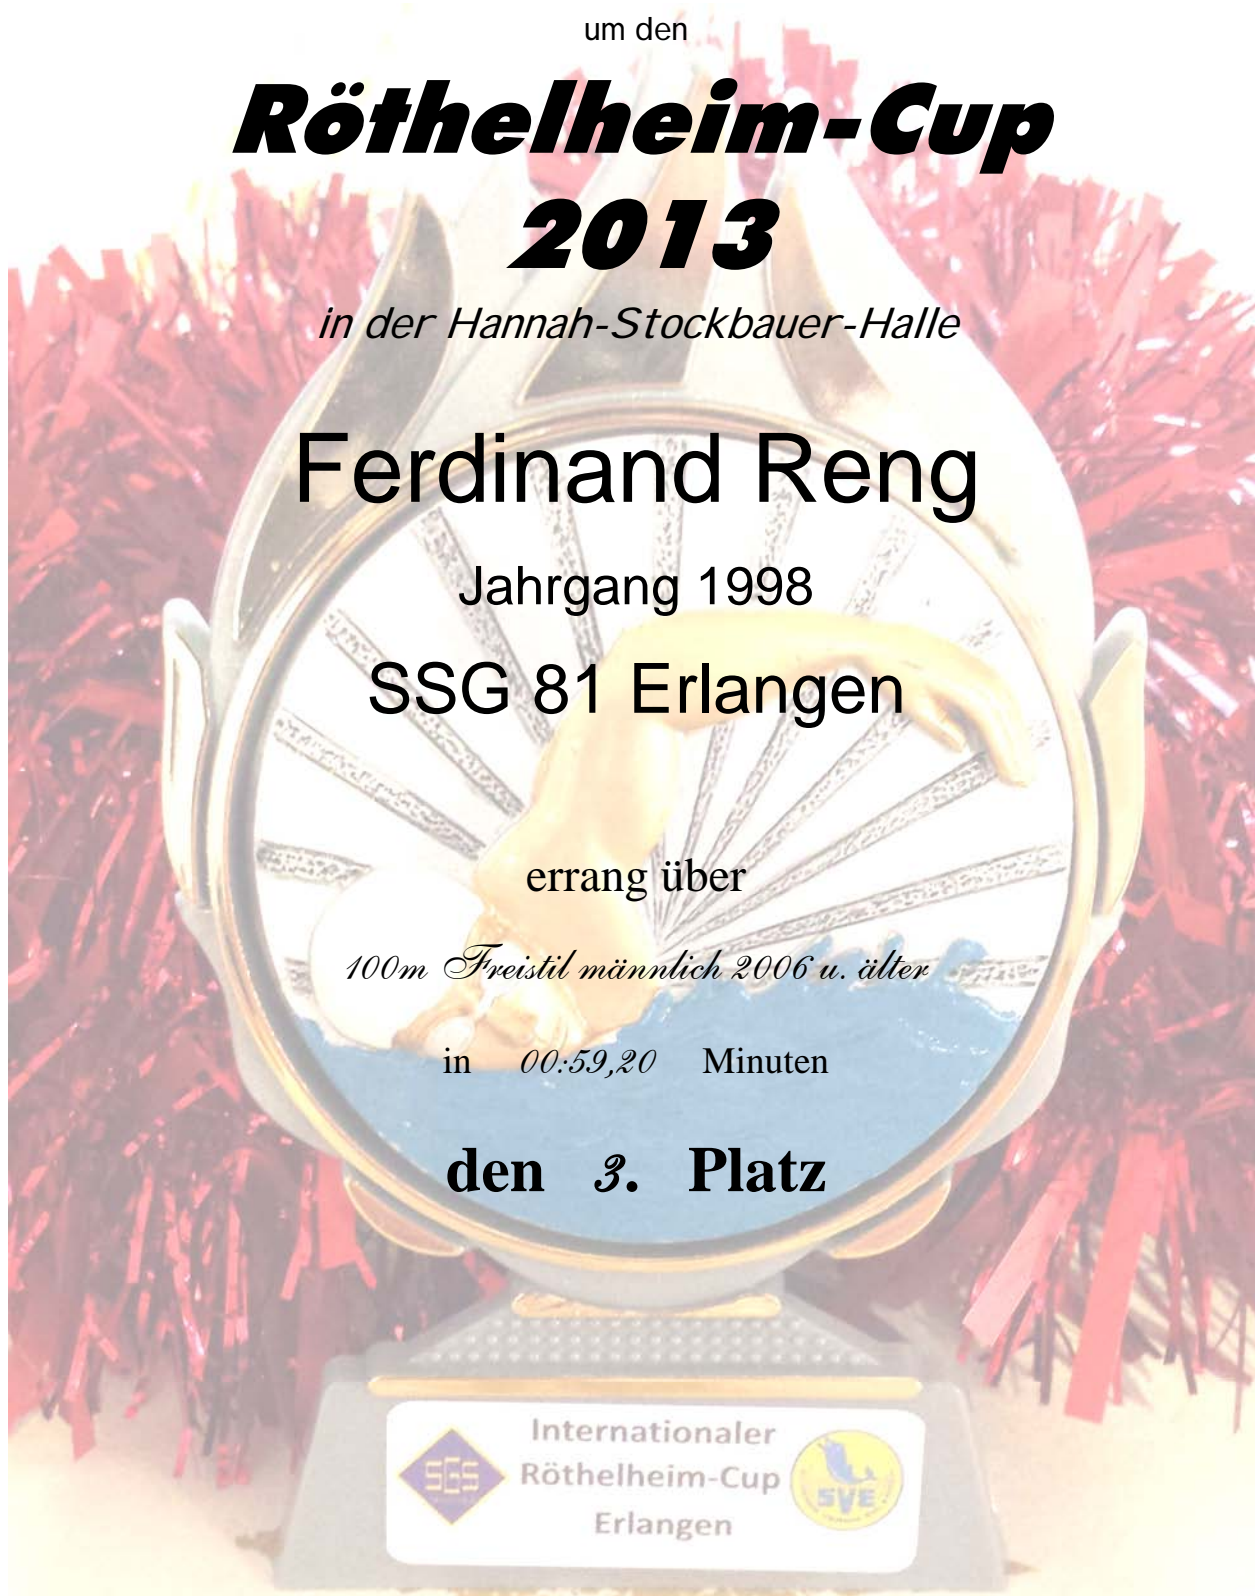 um den
Röthelheim-Cup
2013
in der Hannah-Stockbauer-Halle
Ferdinand Reng
Jahrgang 1998
SSG 81 Erlangen
errang über
100m Freistil männlich 2006 u. älter
in 00:59,20 Minuten
den 3. Platz
Internationaler
Röthelheim-Cup
Erlangen
SGS
SVE